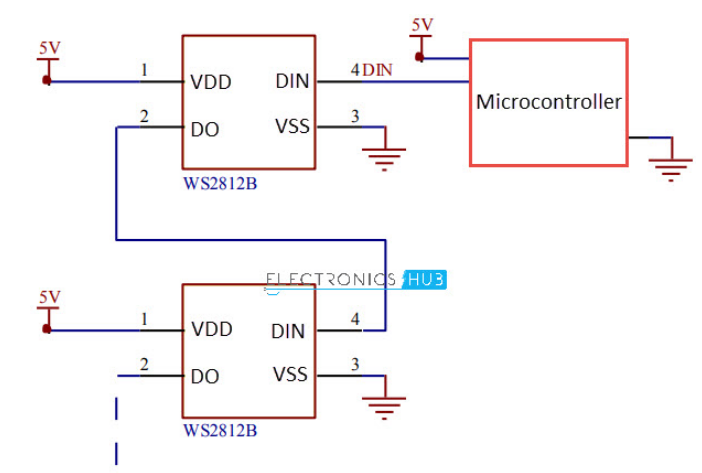 5V
5V
1
VDD
DIN
4
DIN
Microcontroller
2
DO
VSS
3
WS2812B
ELECTRONICS HUB
5V
1
VDD
DIN
4
2
DO
VSS
3
WS2812B